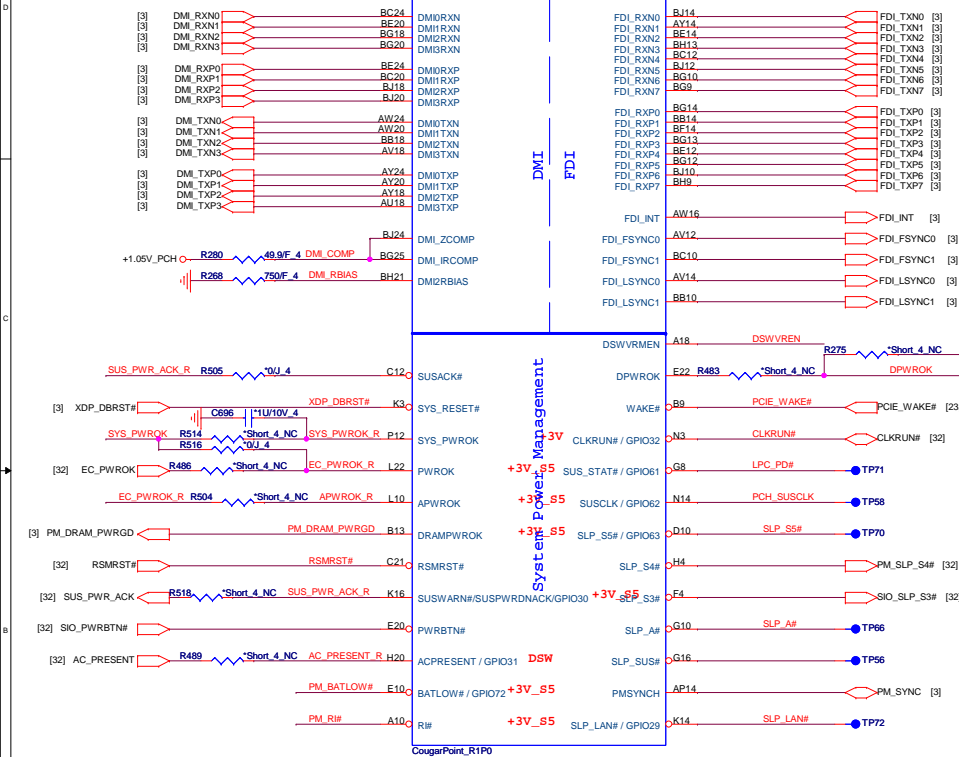 D
[3] DMI_RXN0 BC24 DMI0RXN FDI_RXN0 BJ14 FDI_TXN0 [3]
[3] DMI_RXN1 BE20 DMI1RXN FDI_RXN1 AY14 FDI_TXN1 [3]
[3] DMI_RXN2 BG18 DMI2RXN FDI_RXN2 BE14 FDI_TXN2 [3]
[3] DMI_RXN3 BG20 DMI3RXN FDI_RXN3 BH13 FDI_TXN3 [3]
FDI_RXN4 BC12 FDI_TXN4 [3]
[3] DMI_RXP0 BE24 DMI0RXP FDI_RXN5 BJ12 FDI_TXN5 [3]
[3] DMI_RXP1 BC20 DMI1RXP FDI_RXN6 BG10 FDI_TXN6 [3]
[3] DMI_RXP2 BJ18 DMI2RXP FDI_RXN7 BG9 FDI_TXN7 [3]
[3] DMI_RXP3 BJ20 DMI3RXP
FDI_RXP0 BG14 FDI_TXP0 [3]
[3] DMI_TXN0 AW24 DMI0TXN FDI_RXP1 BB14 FDI_TXP1 [3]
[3] DMI_TXN1 AW20 DMI1TXN FDI_RXP2 BF14 FDI_TXP2 [3]
[3] DMI_TXN2 BB18 DMI2TXN FDI_RXP3 BG13 FDI_TXP3 [3]
[3] DMI_TXN3 AV18 DMI3TXN FDI_RXP4 BE12 FDI_TXP4 [3]
FDI_RXP5 BG12 FDI_TXP5 [3]
[3] DMI_TXP0 AY24 DMI0TXP FDI_RXP6 BJ10 FDI_TXP6 [3]
[3] DMI_TXP1 AY20 DMI1TXP FDI_RXP7 BH9 FDI_TXP7 [3]
[3] DMI_TXP2 AY18 DMI2TXP
[3] DMI_TXP3 AU18 DMI3TXP
DMI
FDI
FDI_INT AW16 FDI_INT [3]
BJ24 DMI_ZCOMP FDI_FSYNC0 AV12 FDI_FSYNC0 [3]
+1.05V_PCH R280 49.9/F_4 DMI_COMP BG25 DMI_IRCOMP FDI_FSYNC1 BC10 FDI_FSYNC1 [3]
R268 750/F_4 DMI_RBIAS BH21 DMI2RBIAS FDI_LSYNC0 AV14 FDI_LSYNC0 [3]
FDI_LSYNC1 BB10 FDI_LSYNC1 [3]
C
System Power Management
DSWVRMEN A18 DSWVREN
R275 *Short_4_NC
SUS_PWR_ACK_R R505 *0/J_4 C12 SUSACK# DPWROK E22 R483 *Short_4_NC DPWROK
[3] XDP_DBRST# XDP_DBRST# K3 SYS_RESET# WAKE# B9 PCIE_WAKE# PCIE_WAKE# [23
C696 *1U/10V_4
SYS_PWROK R514 *Short_4_NC SYS_PWROK_R P12 SYS_PWROK +3V CLKRUN# / GPIO32 N3 CLKRUN# CLKRUN# [32]
R516 *0/J_4
[32] EC_PWROK R486 *Short_4_NC EC_PWROK_R L22 PWROK +3V_S5 SUS_STAT# / GPIO61 G8 LPC_PD# TP71
EC_PWROK_R R504 *Short_4_NC APWROK_R L10 APWROK +3V_S5 SUSCLK / GPIO62 N14 PCH_SUSCLK TP58
[3] PM_DRAM_PWRGD PM_DRAM_PWRGD B13 DRAMPWROK +3V_S5 SLP_S5# / GPIO63 D10 SLP_S5# TP70
[32] RSMRST# RSMRST# C21 RSMRST# SLP_S4# H4 PM_SLP_S4# [32]
[32] SUS_PWR_ACK R518 *Short_4_NC SUS_PWR_ACK_R K16 SUSWARN#/SUSPWRDNACK/GPIO30 +3V_S5 SLP_S3# F4 SIO_SLP_S3# [32]
B
[32] SIO_PWRBTN# E20 PWRBTN# SLP_A# G10 SLP_A# TP66
[32] AC_PRESENT R489 *Short_4_NC AC_PRESENT_R H20 ACPRESENT / GPIO31 DSW SLP_SUS# G16 TP56
PM_BATLOW# E10 BATLOW# / GPIO72 +3V_S5 PMSYNCH AP14 PM_SYNC [3]
PM_RI# A10 RI# +3V_S5 SLP_LAN# / GPIO29 K14 SLP_LAN# TP72
CougarPoint_R1P0